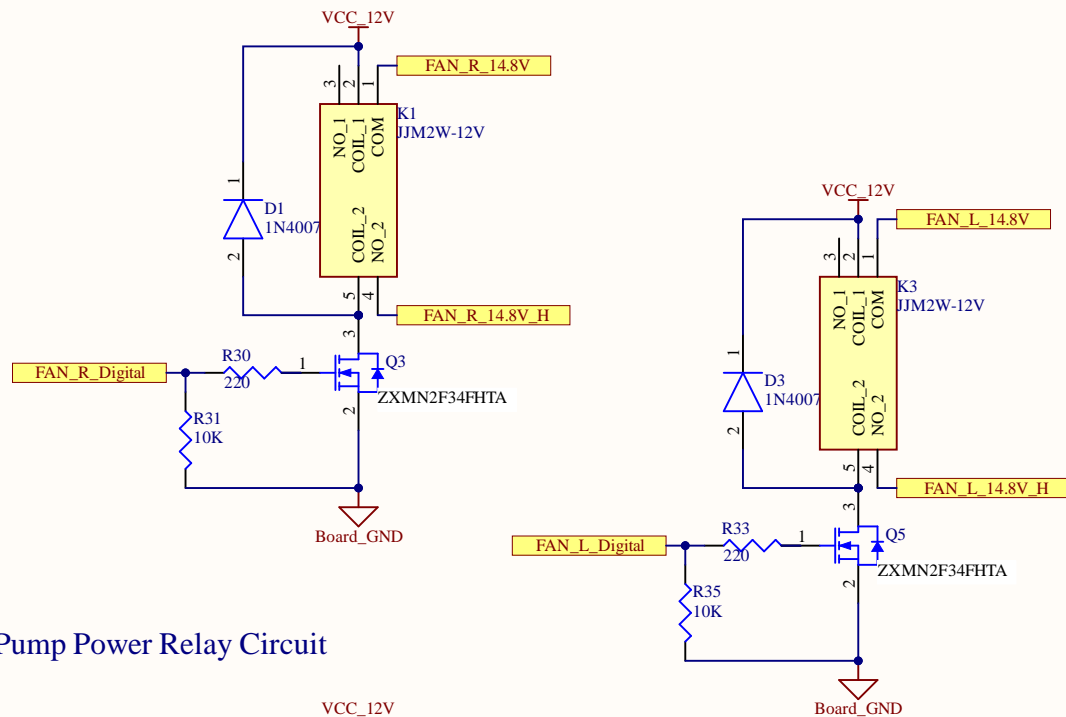 VCC_12V
FAN_R_14.8V
3
2
1
K1
JJM2W-12V
NO_1
COIL_1
COM
COIL_2
NO_2
1
D1
1N4007
2
5
4
FAN_R_14.8V_H
3
FAN_R_Digital
R30
220
1
Q3
ZXMN2F34FHTA
2
R31
10K
Board_GND
VCC_12V
FAN_L_14.8V
3
2
1
K3
JJM2W-12V
NO_1
COIL_1
COM
COIL_2
NO_2
1
D3
1N4007
2
5
4
FAN_L_14.8V_H
3
FAN_L_Digital
R33
220
1
Q5
ZXMN2F34FHTA
2
R35
10K
Board_GND
Pump Power Relay Circuit
VCC_12V